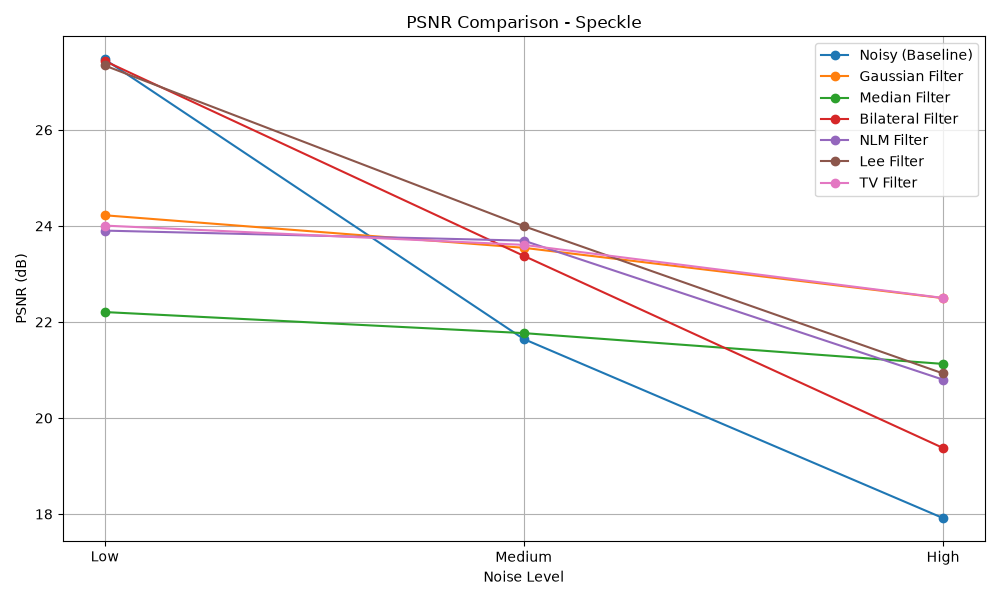 PSNR Comparison - Speckle
Noisy (Baseline)
Gaussian Filter
Median Filter
Bilateral Filter
NLM Filter
Lee Filter
TV Filter
PSNR (dB)
26
24
22
20
18
Low
Medium
High
Noise Level